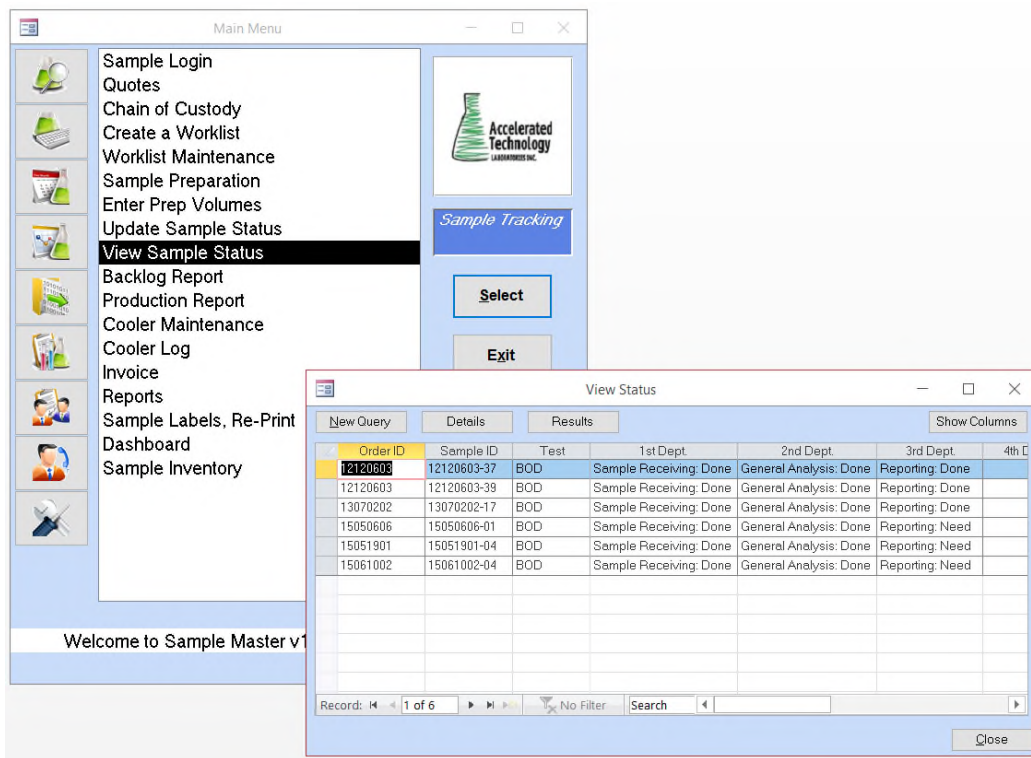 Main Menu
Sample Login
Quotes
Chain of Custody
Create a Worklist
Worklist Maintenance
Sample Preparation
Enter Prep Volumes
Update Sample Status
View Sample Status
Backlog Report
Production Report
Cooler Maintenance
Cooler Log
Invoice
Reports
Sample Labels, Re-Print
Dashboard
Sample Inventory
Accelerated
Technology
LABORATORIES INC.
Sample Tracking
Select
Exit
Welcome to Sample Master v1
View Status
New Query Details Results Show Columns
Order ID Sample ID Test 1st Dept. 2nd Dept. 3rd Dept. 4th D
12120603 12120603-37 BOD Sample Receiving: Done General Analysis: Done Reporting: Done
12120603 12120603-39 BOD Sample Receiving: Done General Analysis: Done Reporting: Done
13070202 13070202-17 BOD Sample Receiving: Done General Analysis: Done Reporting: Done
15050606 15050606-01 BOD Sample Receiving: Done General Analysis: Done Reporting: Need
15051901 15051901-04 BOD Sample Receiving: Done General Analysis: Done Reporting: Need
15061002 15061002-04 BOD Sample Receiving: Done General Analysis: Done Reporting: Need
Record: 1 of 6 No Filter Search
Close